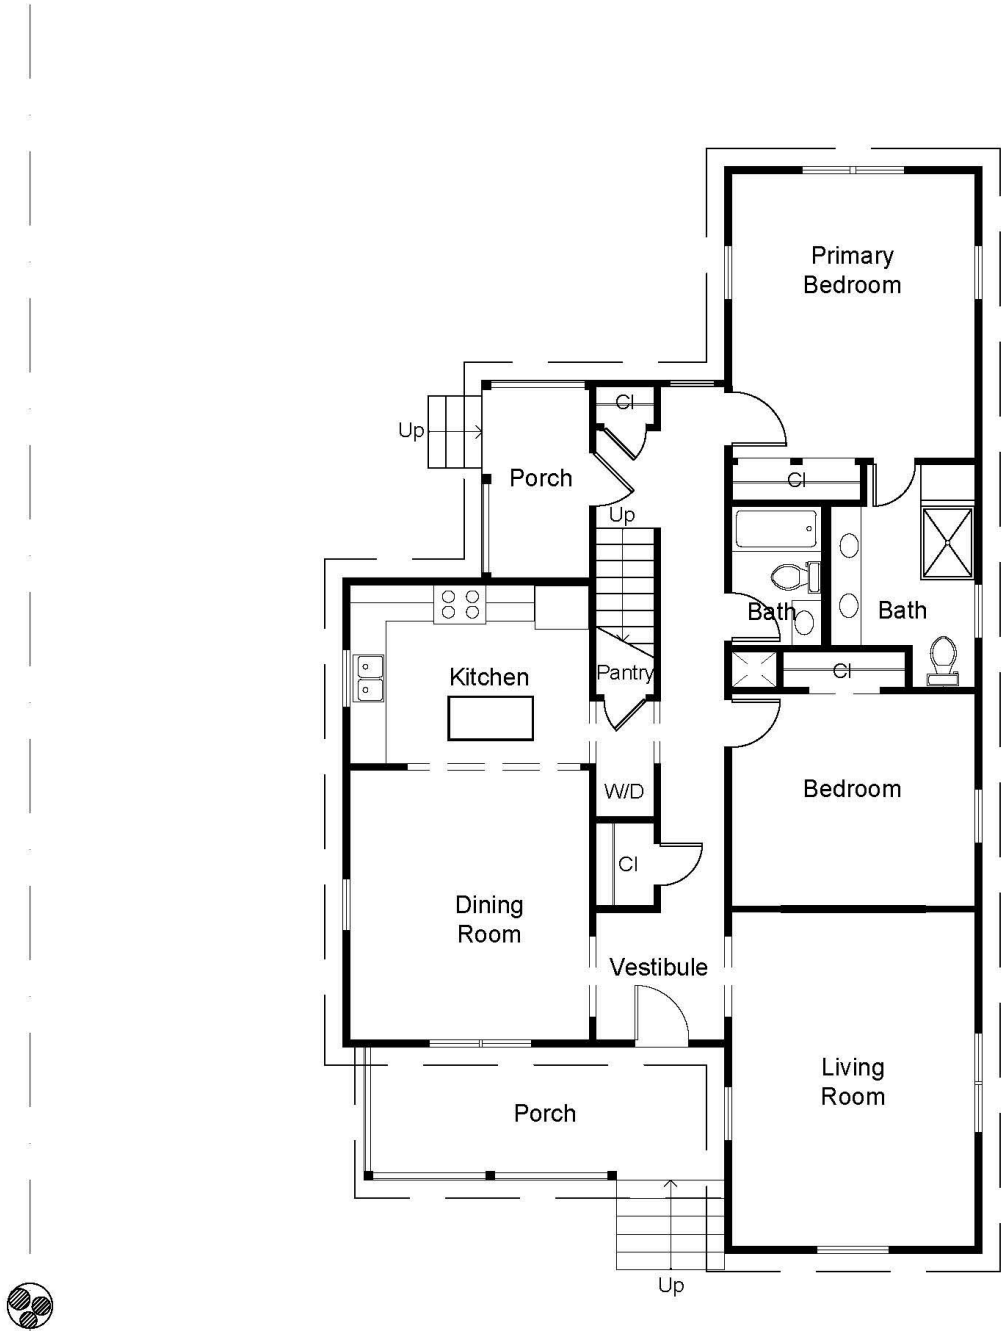 Primary
Bedroom
Cl
Up
Porch
Cl
Up
Bath
Bath
Kitchen
Pantry
Cl
W/D
Bedroom
Cl
Dining
Room
Vestibule
Living
Room
Porch
Up